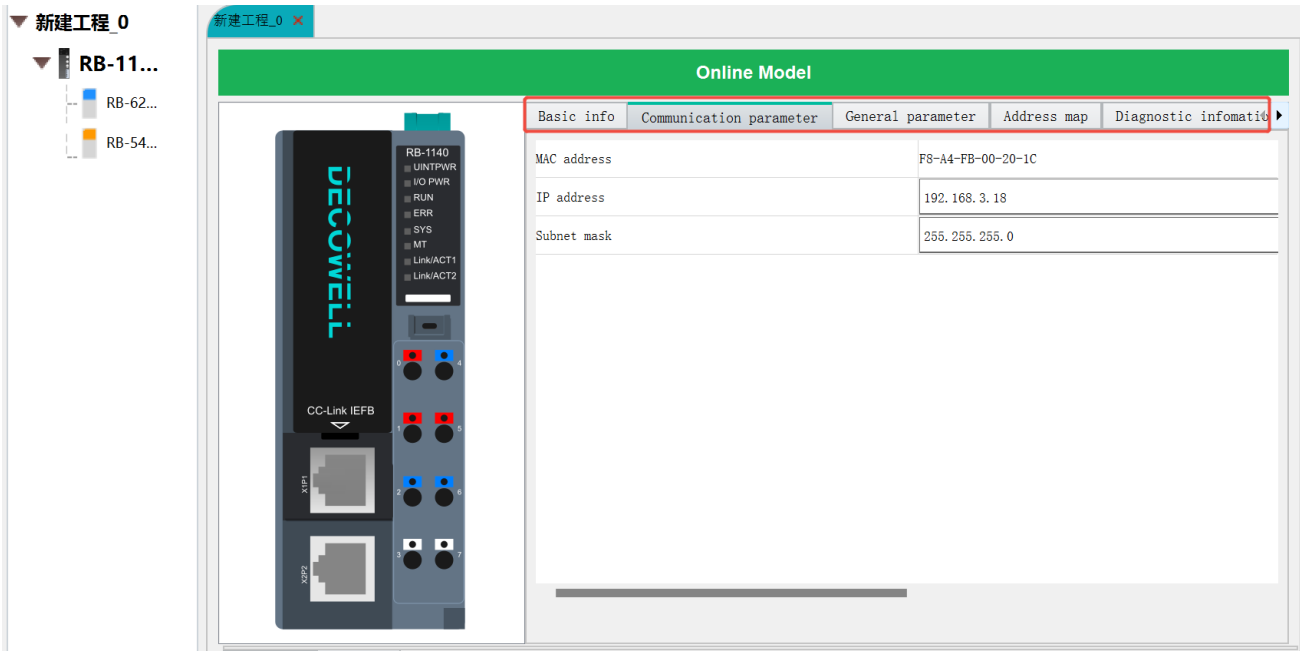 新建工程_0
RB-11...
RB-62...
RB-54...
新建工程_0 ×
Online Model
Basic info
Communication parameter
General parameter
Address map
Diagnostic infomatio
MAC address
F8-A4-FB-00-20-1C
IP address
192.168.3.18
Subnet mask
255.255.255.0
DECOWELL
RB-1140
UINTPWR
I/O PWR
RUN
ERR
SYS
MT
Link/ACT1
Link/ACT2
0 4
1 5
2 6
3 7
CC-Link IEFB
X1P1
X2P2